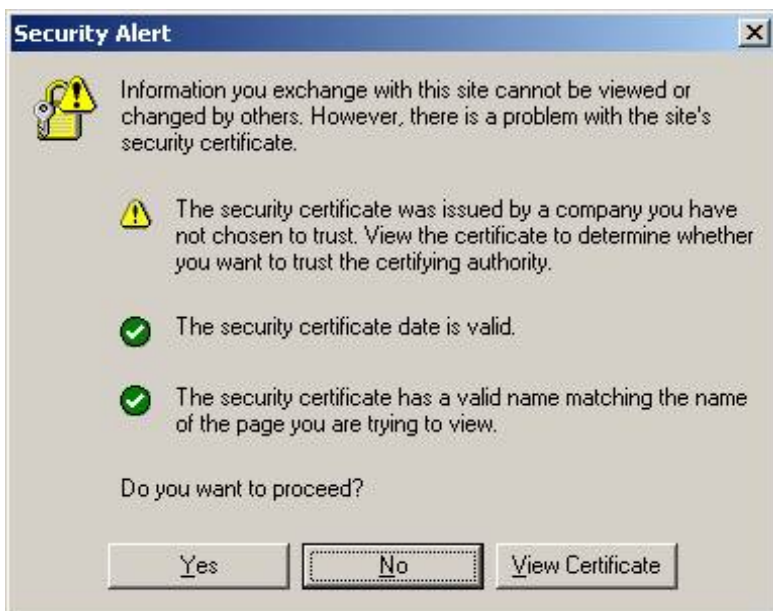 Security Alert
Information you exchange with this site cannot be viewed or
changed by others. However, there is a problem with the site's
security certificate.
The security certificate was issued by a company you have
not chosen to trust. View the certificate to determine whether
you want to trust the certifying authority.
The security certificate date is valid.
The security certificate has a valid name matching the name
of the page you are trying to view.
Do you want to proceed?
Yes No View Certificate